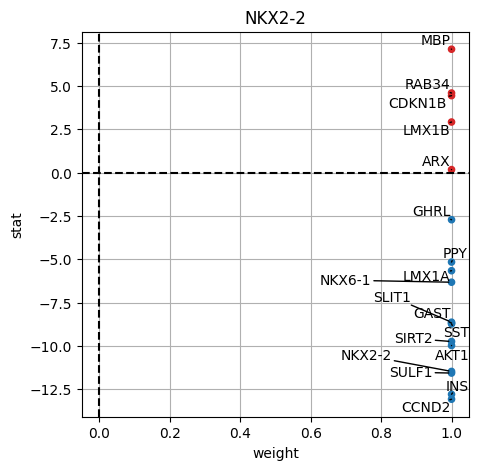 NKX2-2
7.5
5.0
2.5
0.0
−2.5
−5.0
−7.5
−10.0
−12.5
stat
MBP
RAB34
CDKN1B
LMX1B
ARX
GHRL
PPY
LMX1A
NKX6-1
SLIT1
GAST
SST
SIRT2
AKT1
NKX2-2
SULF1
INS
CCND2
0.0 0.2 0.4 0.6 0.8 1.0
weight